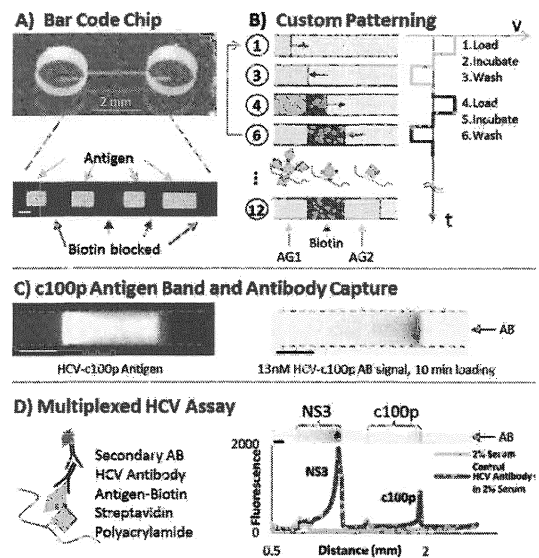 A) Bar Code Chip
2 mm
Antigen
Biotin blocked
B) Custom Patterning
V
1
3
4
6
12
1. Load
2. Incubate
3. Wash
4. Load
5. Incubate
6. Wash
t
Biotin
AG1
AG2
C) c100p Antigen Band and Antibody Capture
AB
HCV-c100p Antigen
13nM HCV-c100p AB signal, 10 min loading
D) Multiplexed HCV Assay
Secondary AB
HCV Antibody
Antigen-Biotin
Streptavidin
Polyacrylamide
NS3
c100p
AB
2000
Fluorescence
0
NS3
c100p
2% Serum
Control
HCV Antibody
in 2% Serum
0.5
Distance (mm)
2